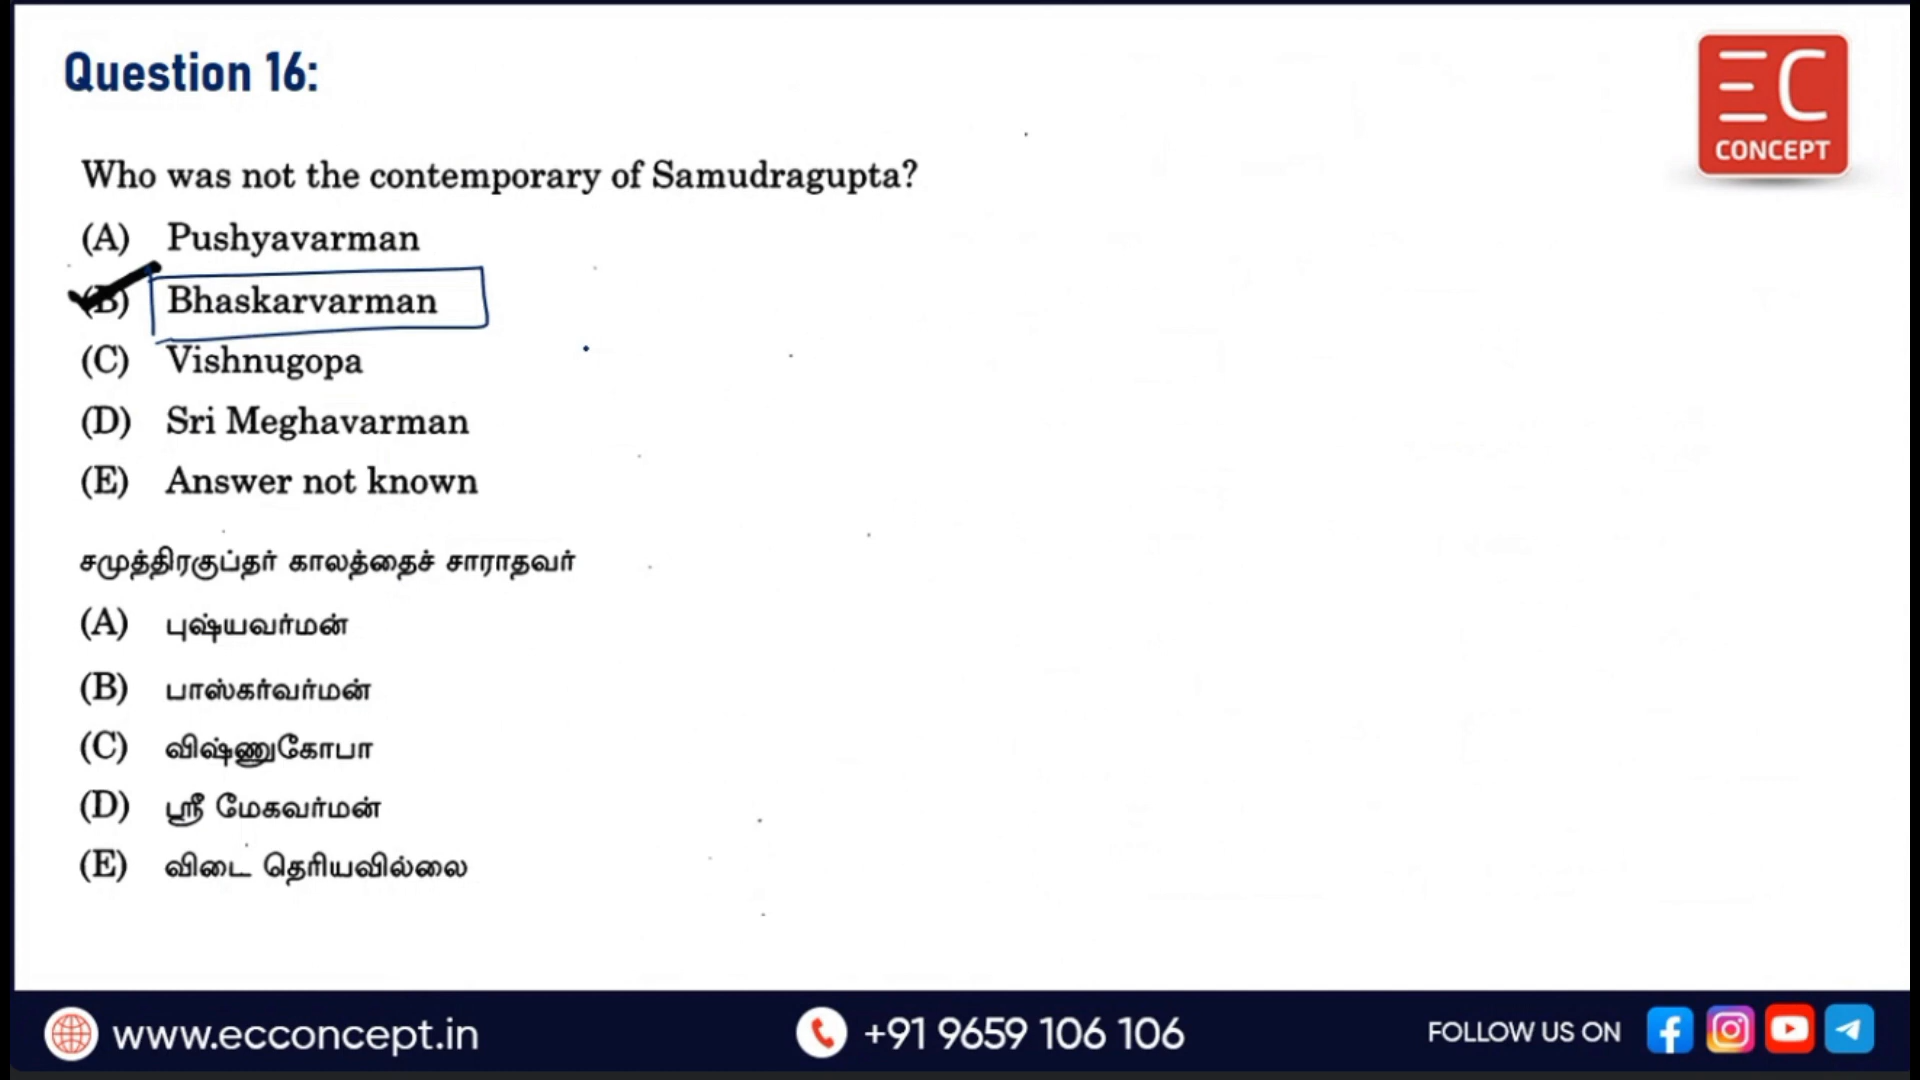 Question 16:
EC
CONCEPT
Who was not the contemporary of Samudragupta?
(A) Pushyavarman
(B) Bhaskarvarman
(C) Vishnugopa
(D) Sri Meghavarman
(E) Answer not known
சமுத்திரகுப்தர் காலத்தைச் சாராதவர்
(A) புஷ்யவர்மன்
(B) பாஸ்கர்வர்மன்
(C) விஷ்ணுகோபா
(D) ஸ்ரீ மேகவர்மன்
(E) விடை தெரியவில்லை
www.ecconcept.in
+91 9659 106 106
FOLLOW US ON